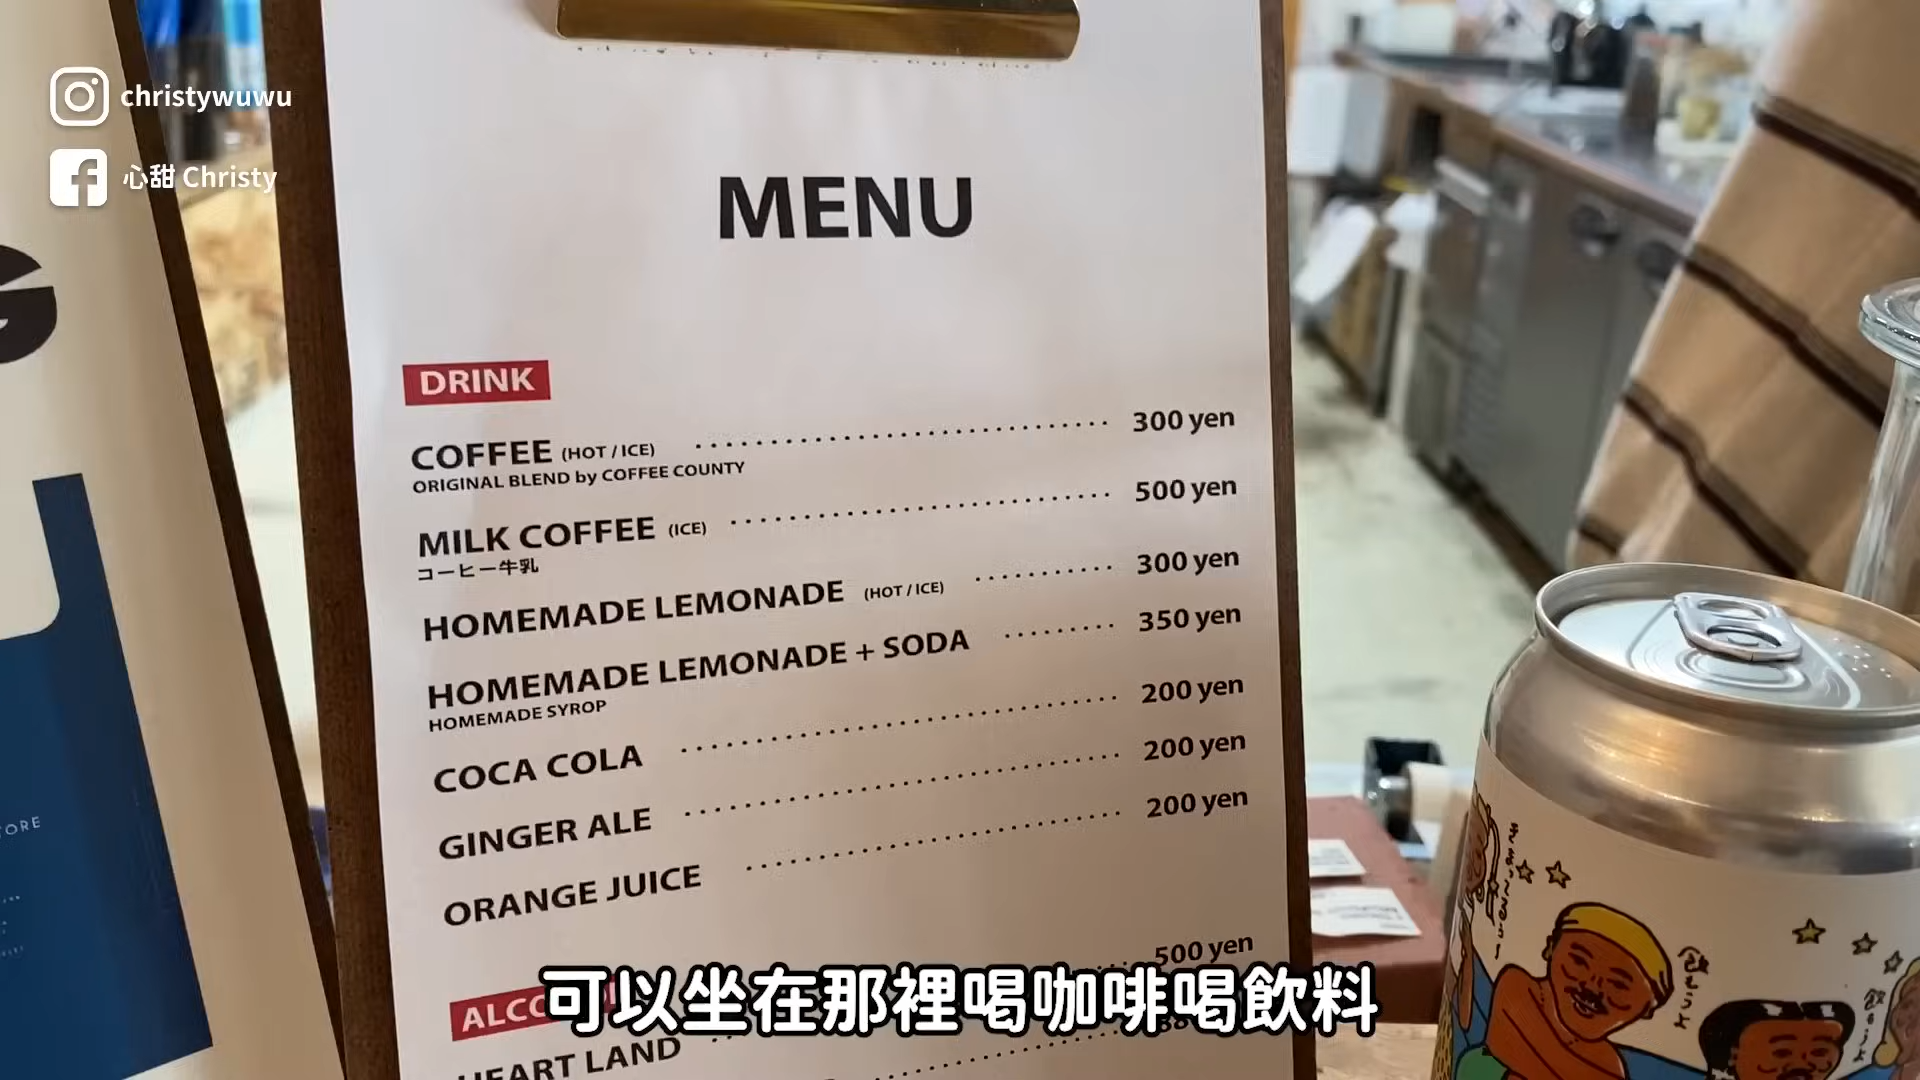 christywuwu
心甜 Christy
MENU
DRINK
COFFEE (HOT / ICE) 300 yen
ORIGINAL BLEND by COFFEE COUNTY
MILK COFFEE (ICE) 500 yen
コーヒー牛乳
HOMEMADE LEMONADE (HOT / ICE) 300 yen
HOMEMADE LEMONADE + SODA 350 yen
HOMEMADE SYROP
COCA COLA 200 yen
GINGER ALE 200 yen
ORANGE JUICE 200 yen
500 yen
HEART LAND
可以坐在那裡喝咖啡喝飲料